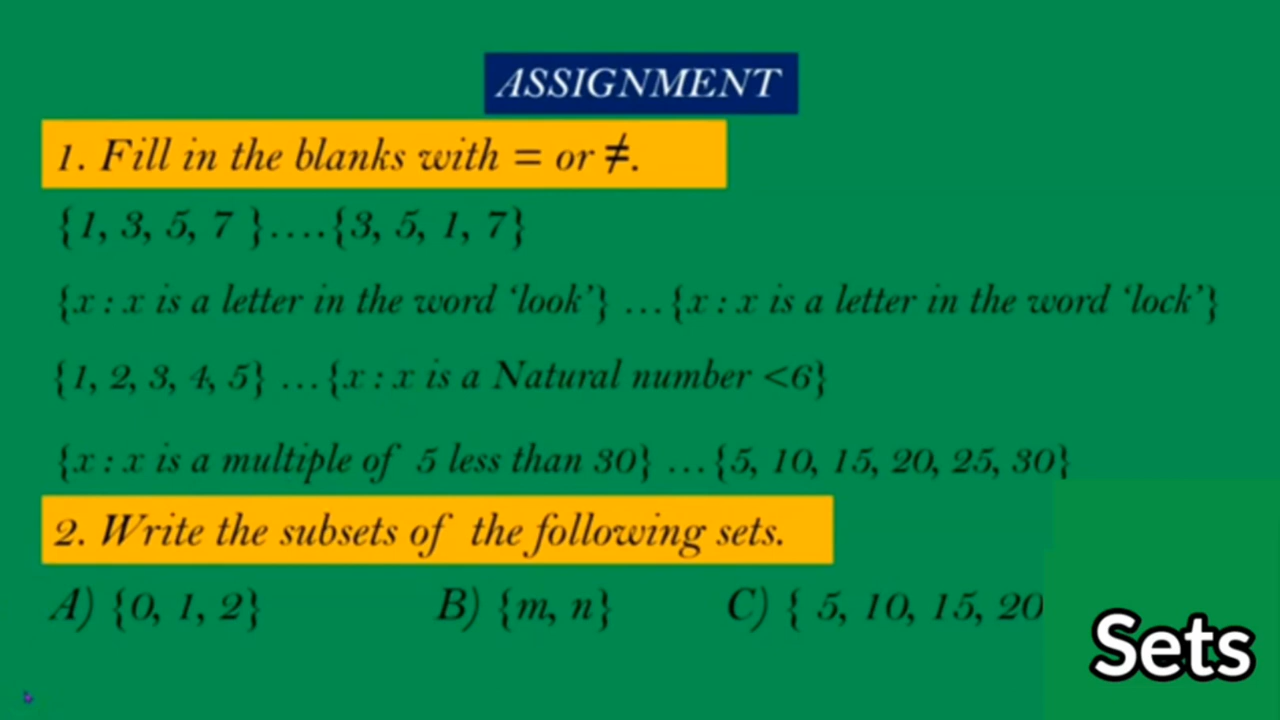 ASSIGNMENT
1. Fill in the blanks with = or ≠.
{1, 3, 5, 7 }....{3, 5, 1, 7}
{x : x is a letter in the word ‘look’} ...{x : x is a letter in the word ‘lock’}
{1, 2, 3, 4, 5} ...{x : x is a Natural number <6}
{x : x is a multiple of 5 less than 30} ...{5, 10, 15, 20, 25, 30}
2. Write the subsets of the following sets.
A) {0, 1, 2} B) {m, n} C) { 5, 10, 15, 20
Sets